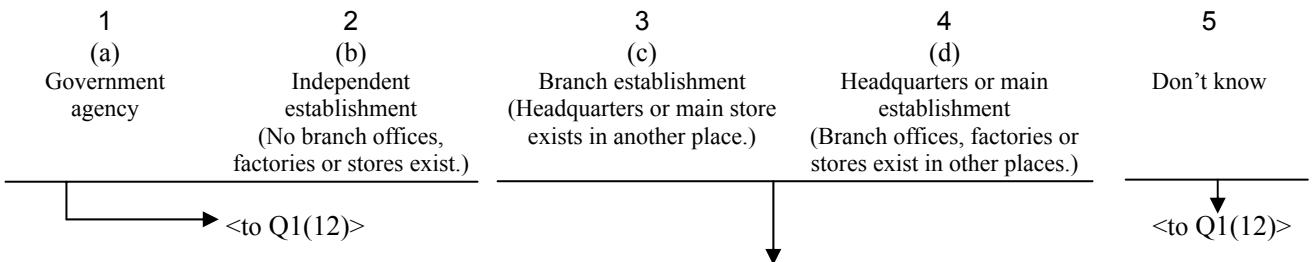 1 2 3 4 5
(a) (b) (c) (d)
Government Independent Branch establishment Headquarters or main Don’t know
agency establishment (Headquarters or main store establishment
(No branch offices, exists in another place.) (Branch offices, factories or
factories or stores exist.) stores exist in other places.)
<to Q1(12)> <to Q1(12)>